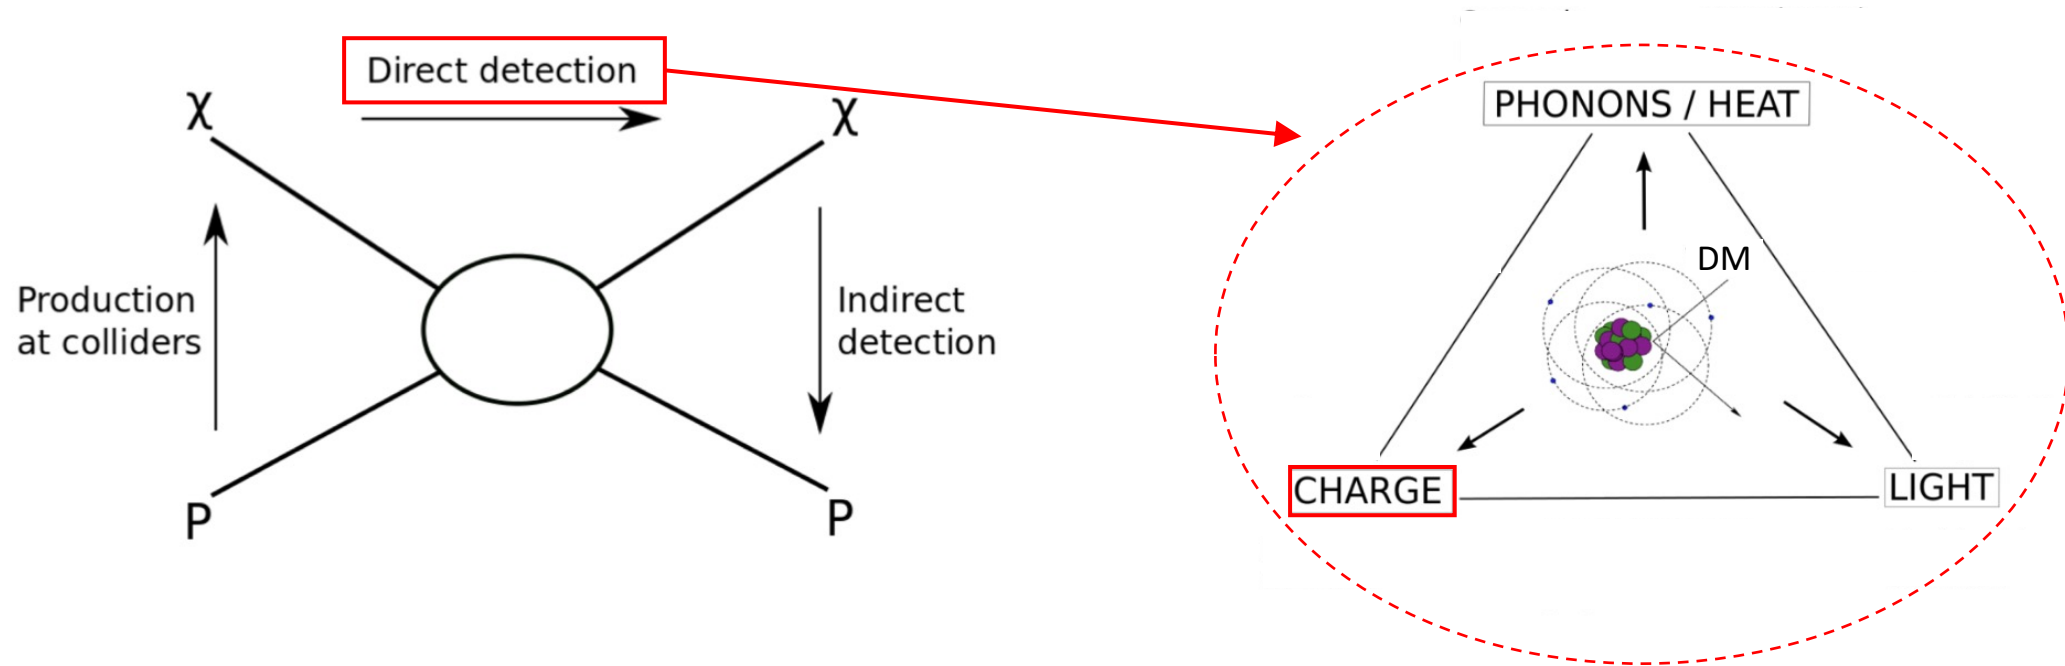 Direct detection
χ
χ
Production
at colliders
Indirect
detection
P
P
PHONONS / HEAT
DM
CHARGE
LIGHT